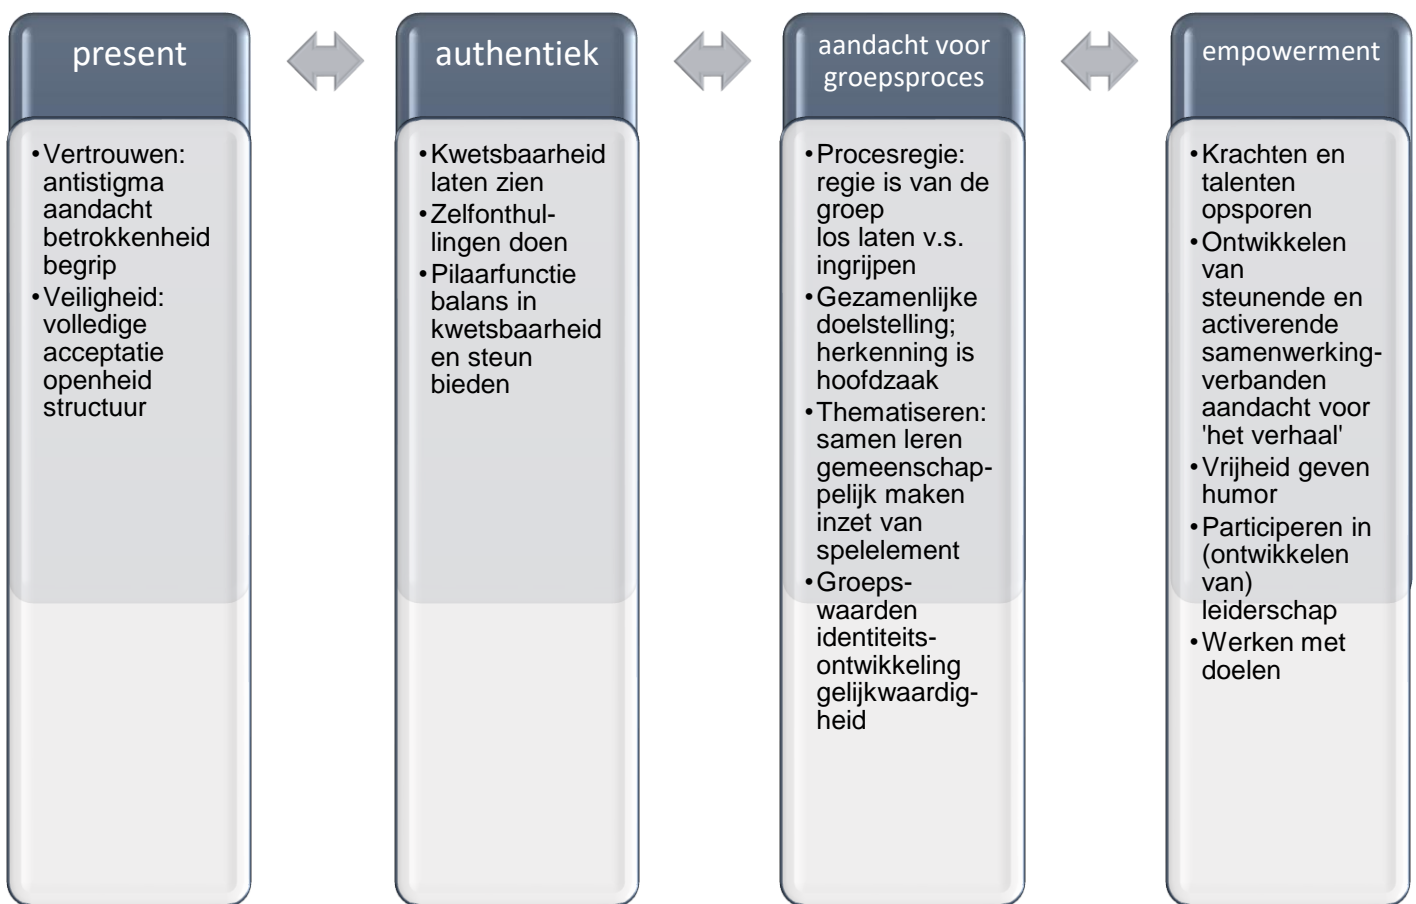 present
•Vertrouwen:
antistigma
aandacht
betrokkenheid
begrip
•Veiligheid:
volledige
acceptatie
openheid
structuur
authentiek
•Kwetsbaarheid
laten zien
•Zelfonthul-
lingen doen
•Pilaarfunctie
balans in
kwetsbaarheid
en steun
bieden
aandacht voor
groepsproces
•Procesregie:
regie is van de
groep
los laten v.s.
ingrijpen
•Gezamenlijke
doelstelling;
herkenning is
hoofdzaak
•Thematiseren:
samen leren
gemeenschap-
pelijk maken
inzet van
spelelement
•Groeps-
waarden
identiteits-
ontwikkeling
gelijkwaardig-
heid
empowerment
•Krachten en
talenten
opsporen
•Ontwikkelen
van
steunende en
activerende
samenwerking-
verbanden
aandacht voor
'het verhaal'
•Vrijheid geven
humor
•Participeren in
(ontwikkelen
van)
leiderschap
•Werken met
doelen